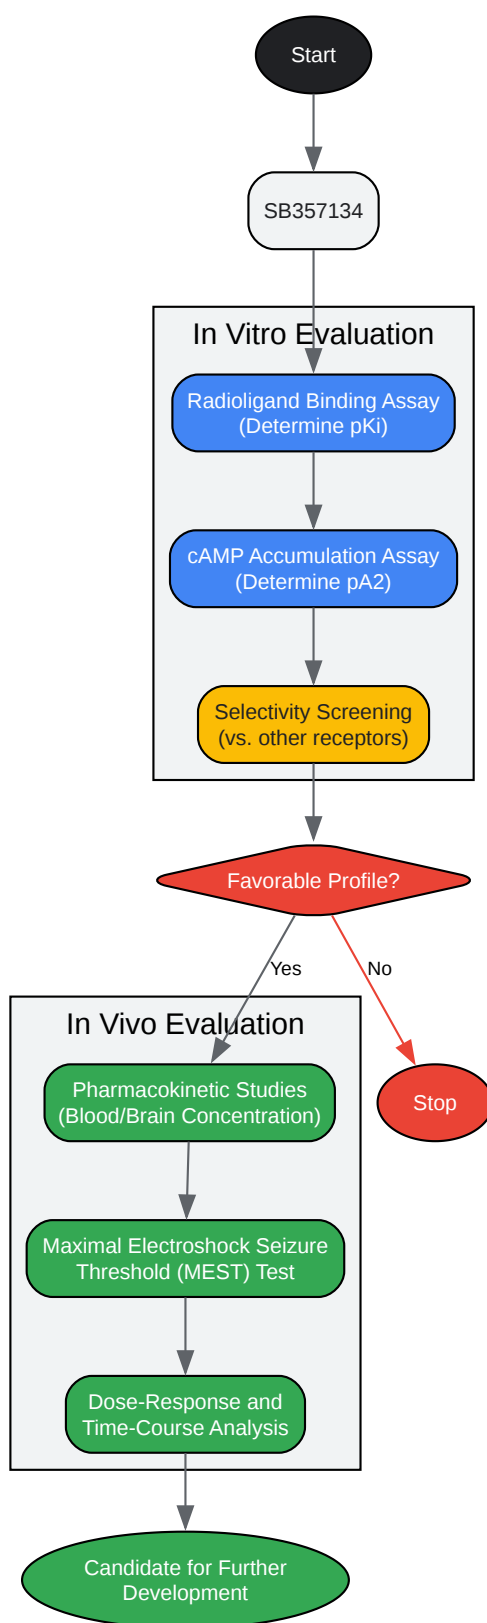 Start
SB357134
In Vitro Evaluation
Radioligand Binding Assay
(Determine pKi)
cAMP Accumulation Assay
(Determine pA2)
Selectivity Screening
(vs. other receptors)
Favorable Profile?
Yes
No
In Vivo Evaluation
Pharmacokinetic Studies
(Blood/Brain Concentration)
Stop
Maximal Electroshock Seizure
Threshold (MEST) Test
Dose-Response and
Time-Course Analysis
Candidate for Further
Development